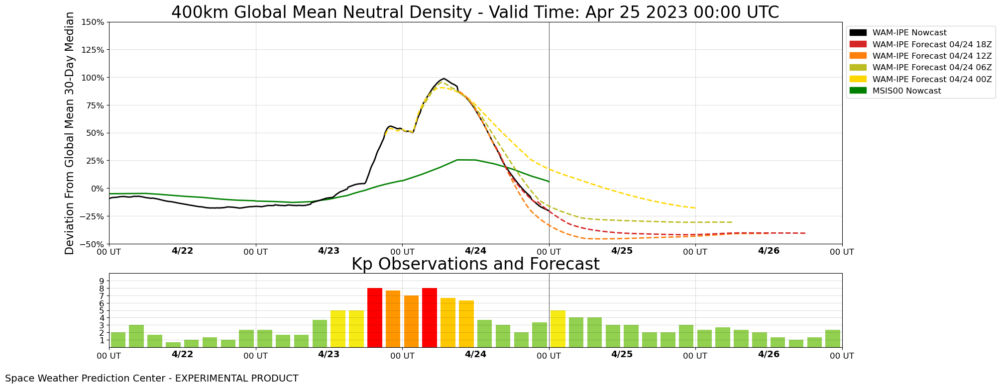 400km Global Mean Neutral Density - Valid Time: Apr 25 2023 00:00 UTC
Deviation From Global Mean 30-Day Median
150%
125%
100%
75%
50%
25%
0%
−25%
−50%
00 UT 4/22 00 UT 4/23 00 UT 4/24 00 UT 4/25 00 UT 4/26 00 UT
WAM-IPE Nowcast
WAM-IPE Forecast 04/24 18Z
WAM-IPE Forecast 04/24 12Z
WAM-IPE Forecast 04/24 06Z
WAM-IPE Forecast 04/24 00Z
MSIS00 Nowcast
Kp Observations and Forecast
9
8
7
6
5
4
3
2
1
00 UT 4/22 00 UT 4/23 00 UT 4/24 00 UT 4/25 00 UT 4/26 00 UT
Space Weather Prediction Center - EXPERIMENTAL PRODUCT